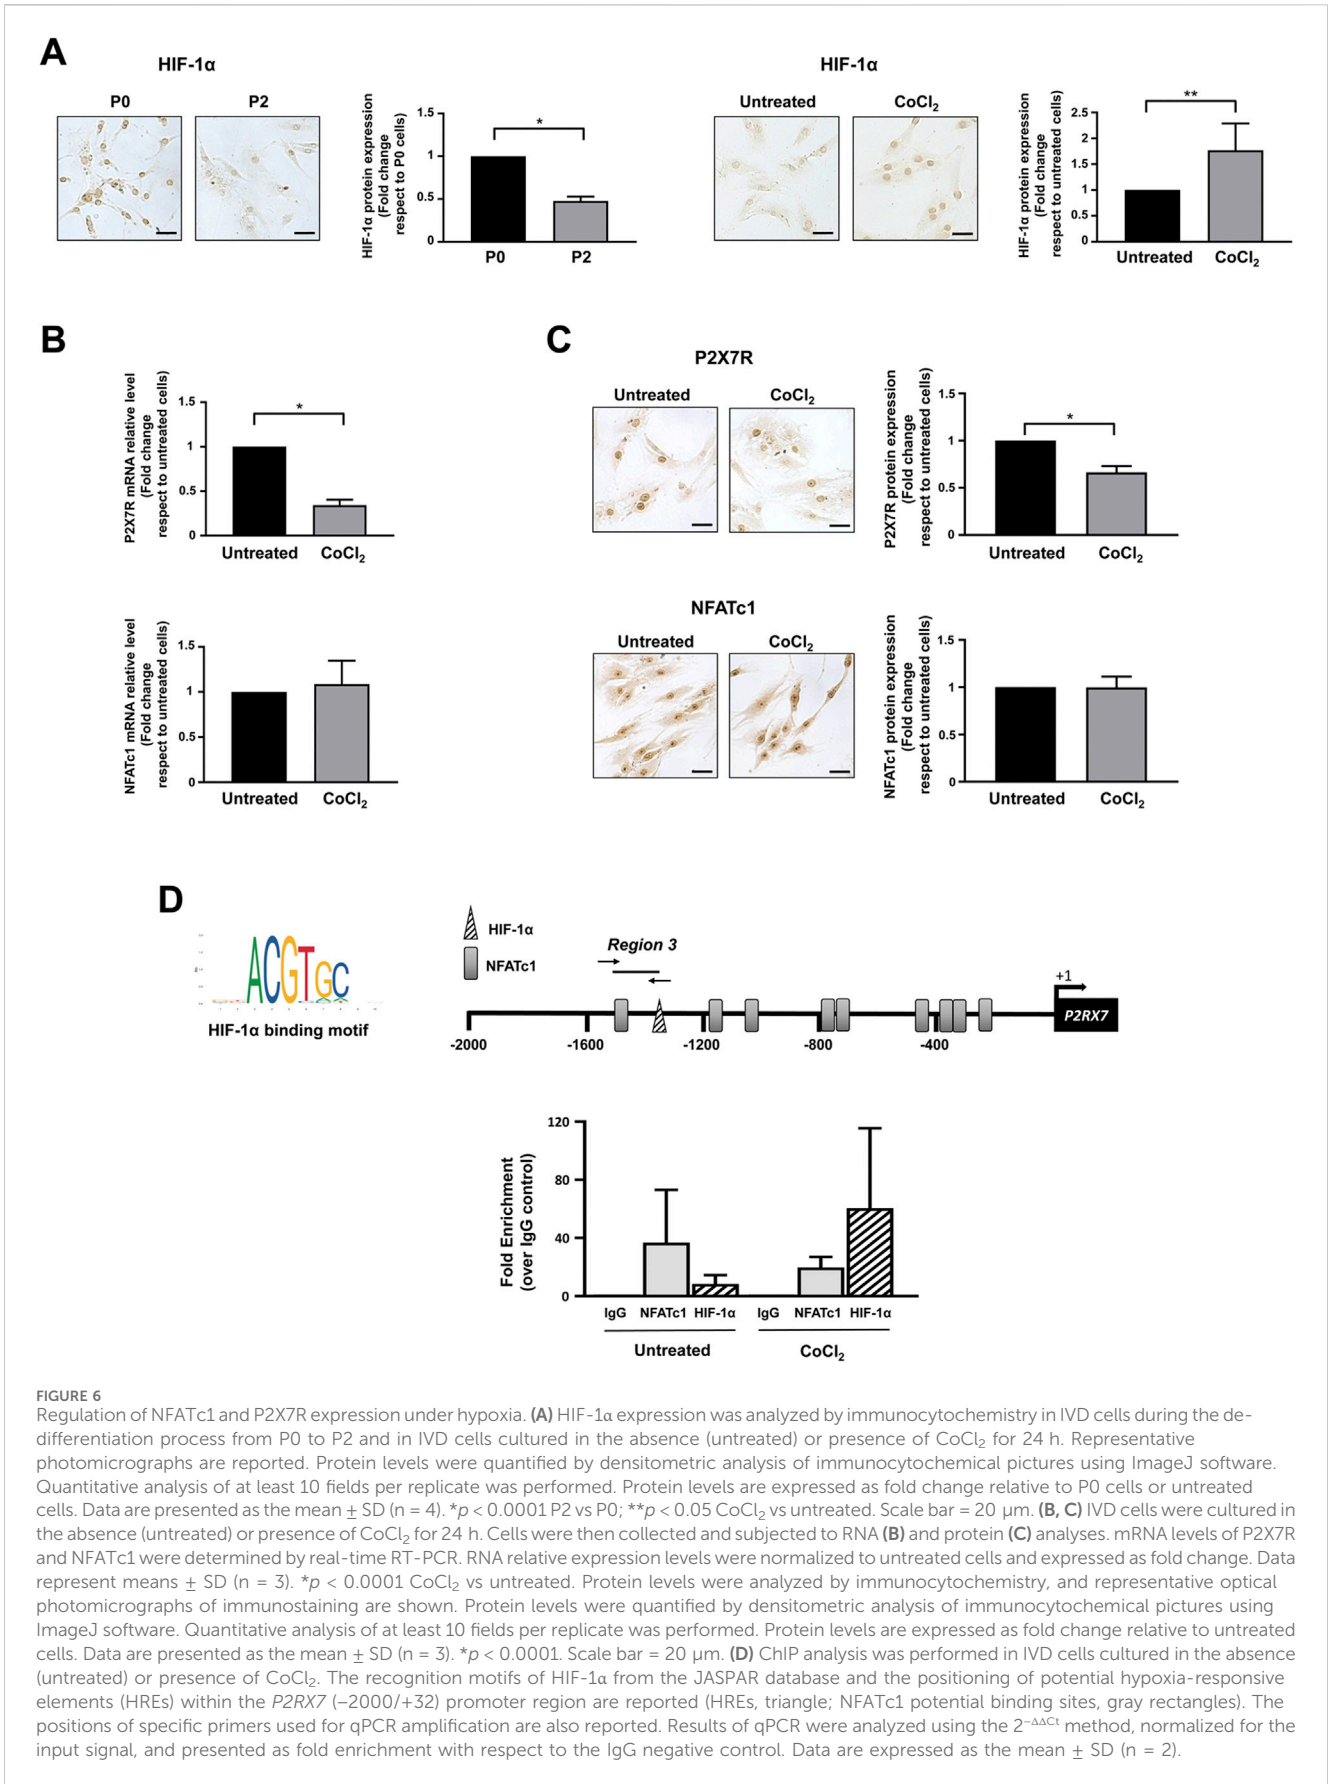 A
HIF-1α
P0
P2
HIF-1α protein expression
(Fold change
respect to P0 cells)
1.5
1
0.5
0
*
P0
P2
HIF-1α
Untreated
CoCl₂
HIF-1α protein expression
(Fold change
respect to untreated cells)
2.5
2
1.5
1
0.5
0
**
Untreated
CoCl₂
B
P2X7R mRNA relative level
(Fold change
respect to untreated cells)
1.5
1
0.5
0
*
Untreated
CoCl₂
NFATc1 mRNA relative level
(Fold change
respect to untreated cells)
1.5
1
0.5
0
Untreated
CoCl₂
C
P2X7R
Untreated
CoCl₂
P2X7R protein expression
(Fold change
respect to untreated cells)
1.5
1
0.5
0
*
Untreated
CoCl₂
NFATc1
Untreated
CoCl₂
NFATc1 protein expression
(Fold change
respect to untreated cells)
1.5
1
0.5
0
Untreated
CoCl₂
D
ACGTGC
HIF-1α binding motif
HIF-1α
NFATc1
Region 3
+1
P2RX7
-2000
-1600
-1200
-800
-400
Fold Enrichment
(over IgG control)
120
80
40
0
IgG NFATc1 HIF-1α IgG NFATc1 HIF-1α
Untreated
CoCl₂
FIGURE 6
Regulation of NFATc1 and P2X7R expression under hypoxia. (A) HIF-1α expression was analyzed by immunocytochemistry in IVD cells during the de-
differentiation process from P0 to P2 and in IVD cells cultured in the absence (untreated) or presence of CoCl₂ for 24 h. Representative
photomicrographs are reported. Protein levels were quantified by densitometric analysis of immunocytochemical pictures using ImageJ software.
Quantitative analysis of at least 10 fields per replicate was performed. Protein levels are expressed as fold change relative to P0 cells or untreated
cells. Data are presented as the mean ± SD (n = 4). *p < 0.0001 P2 vs P0; **p < 0.05 CoCl₂ vs untreated. Scale bar = 20 μm. (B, C) IVD cells were cultured in
the absence (untreated) or presence of CoCl₂ for 24 h. Cells were then collected and subjected to RNA (B) and protein (C) analyses. mRNA levels of P2X7R
and NFATc1 were determined by real-time RT-PCR. RNA relative expression levels were normalized to untreated cells and expressed as fold change. Data
represent means ± SD (n = 3). *p < 0.0001 CoCl₂ vs untreated. Protein levels were analyzed by immunocytochemistry, and representative optical
photomicrographs of immunostaining are shown. Protein levels were quantified by densitometric analysis of immunocytochemical pictures using
ImageJ software. Quantitative analysis of at least 10 fields per replicate was performed. Protein levels are expressed as fold change relative to untreated
cells. Data are presented as the mean ± SD (n = 3). *p < 0.0001. Scale bar = 20 μm. (D) ChIP analysis was performed in IVD cells cultured in the absence
(untreated) or presence of CoCl₂. The recognition motifs of HIF-1α from the JASPAR database and the positioning of potential hypoxia-responsive
elements (HREs) within the P2RX7 (−2000/+32) promoter region are reported (HREs, triangle; NFATc1 potential binding sites, gray rectangles). The
positions of specific primers used for qPCR amplification are also reported. Results of qPCR were analyzed using the 2⁻ΔΔCt method, normalized for the
input signal, and presented as fold enrichment with respect to the IgG negative control. Data are expressed as the mean ± SD (n = 2).